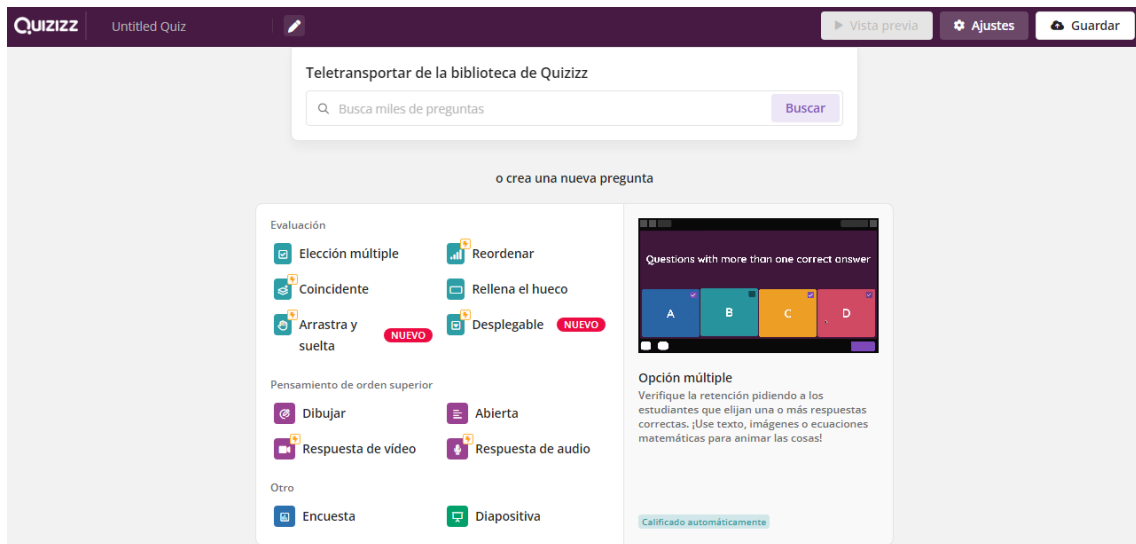 QUIZIZZ
Untitled Quiz
Vista previa
Ajustes
Guardar
Teletransportar de la biblioteca de Quizizz
Busca miles de preguntas
Buscar
o crea una nueva pregunta
Evaluación
Elección múltiple
Reordenar
Coincidente
Rellena el hueco
Arrastra y
suelta
NUEVO
Desplegable
NUEVO
Pensamiento de orden superior
Dibujar
Abierta
Respuesta de vídeo
Respuesta de audio
Otro
Encuesta
Diapositiva
Questions with more than one correct answer
A
B
C
D
Opción múltiple
Verifique la retención pidiendo a los
estudiantes que elijan una o más respuestas
correctas. ¡Use texto, imágenes o ecuaciones
matemáticas para animar las cosas!
Calificado automáticamente